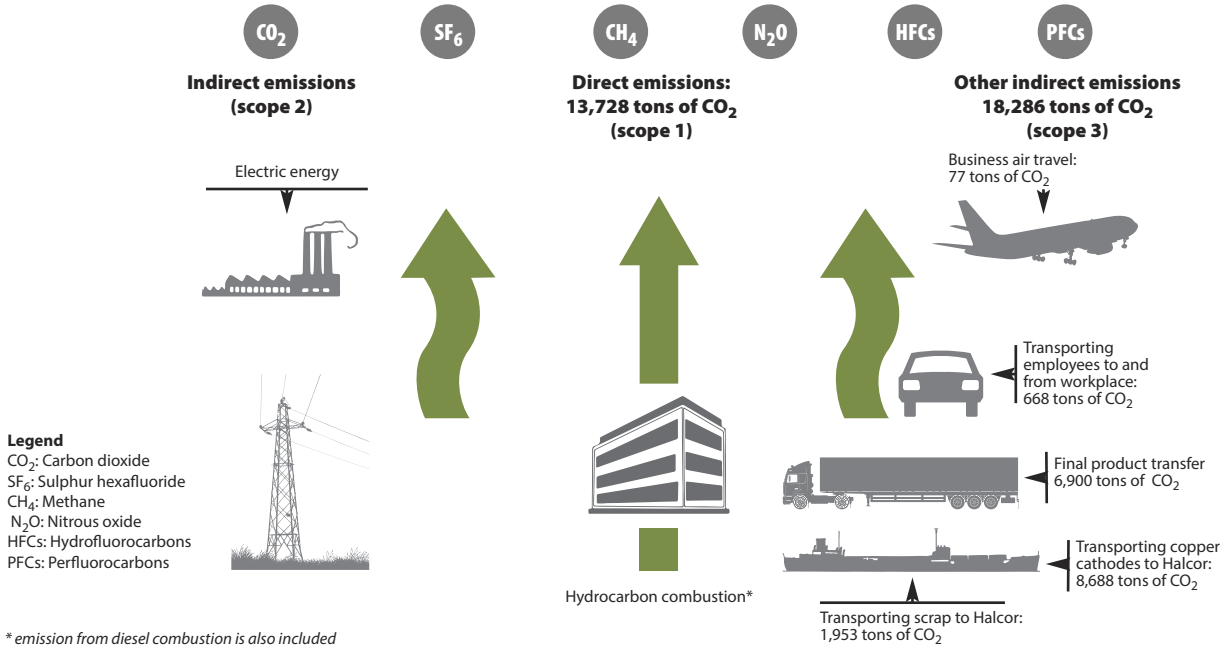 CO₂
SF₆
CH₄
N₂O
HFCs
PFCs
Indirect emissions
(scope 2)
Direct emissions:
13,728 tons of CO₂
(scope 1)
Other indirect emissions
18,286 tons of CO₂
(scope 3)
Electric energy
Business air travel:
77 tons of CO₂
Transporting
employees to and
from workplace:
668 tons of CO₂
Final product transfer
6,900 tons of CO₂
Transporting copper
cathodes to Halcor:
8,688 tons of CO₂
Transporting scrap to Halcor:
1,953 tons of CO₂
Hydrocarbon combustion*
Legend
CO₂: Carbon dioxide
SF₆: Sulphur hexafluoride
CH₄: Methane
N₂O: Nitrous oxide
HFCs: Hydrofluorocarbons
PFCs: Perfluorocarbons
* emission from diesel combustion is also included